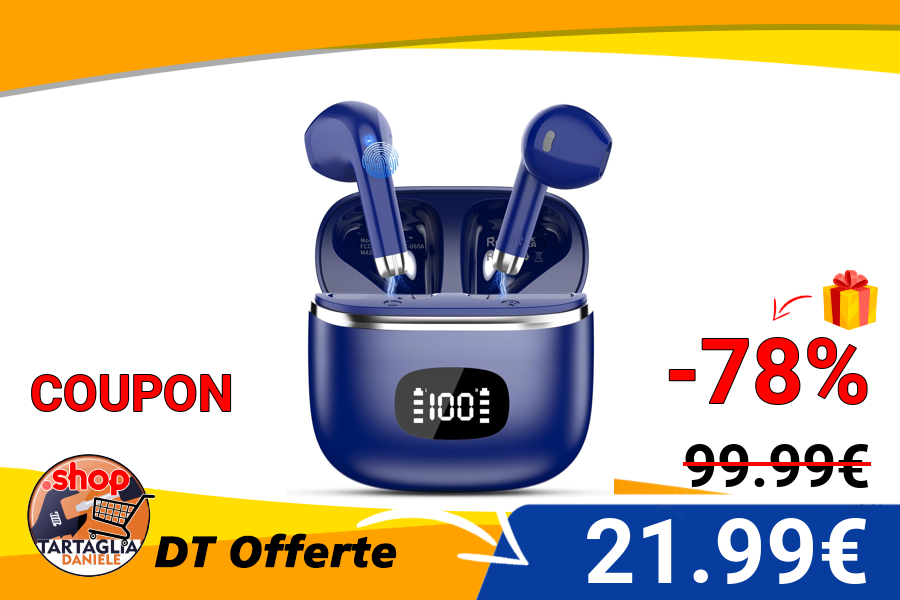 COUPON
-78%
99.99€
21.99€
100
.shop
TARTAGLIA
DANIELE
DT Offerte